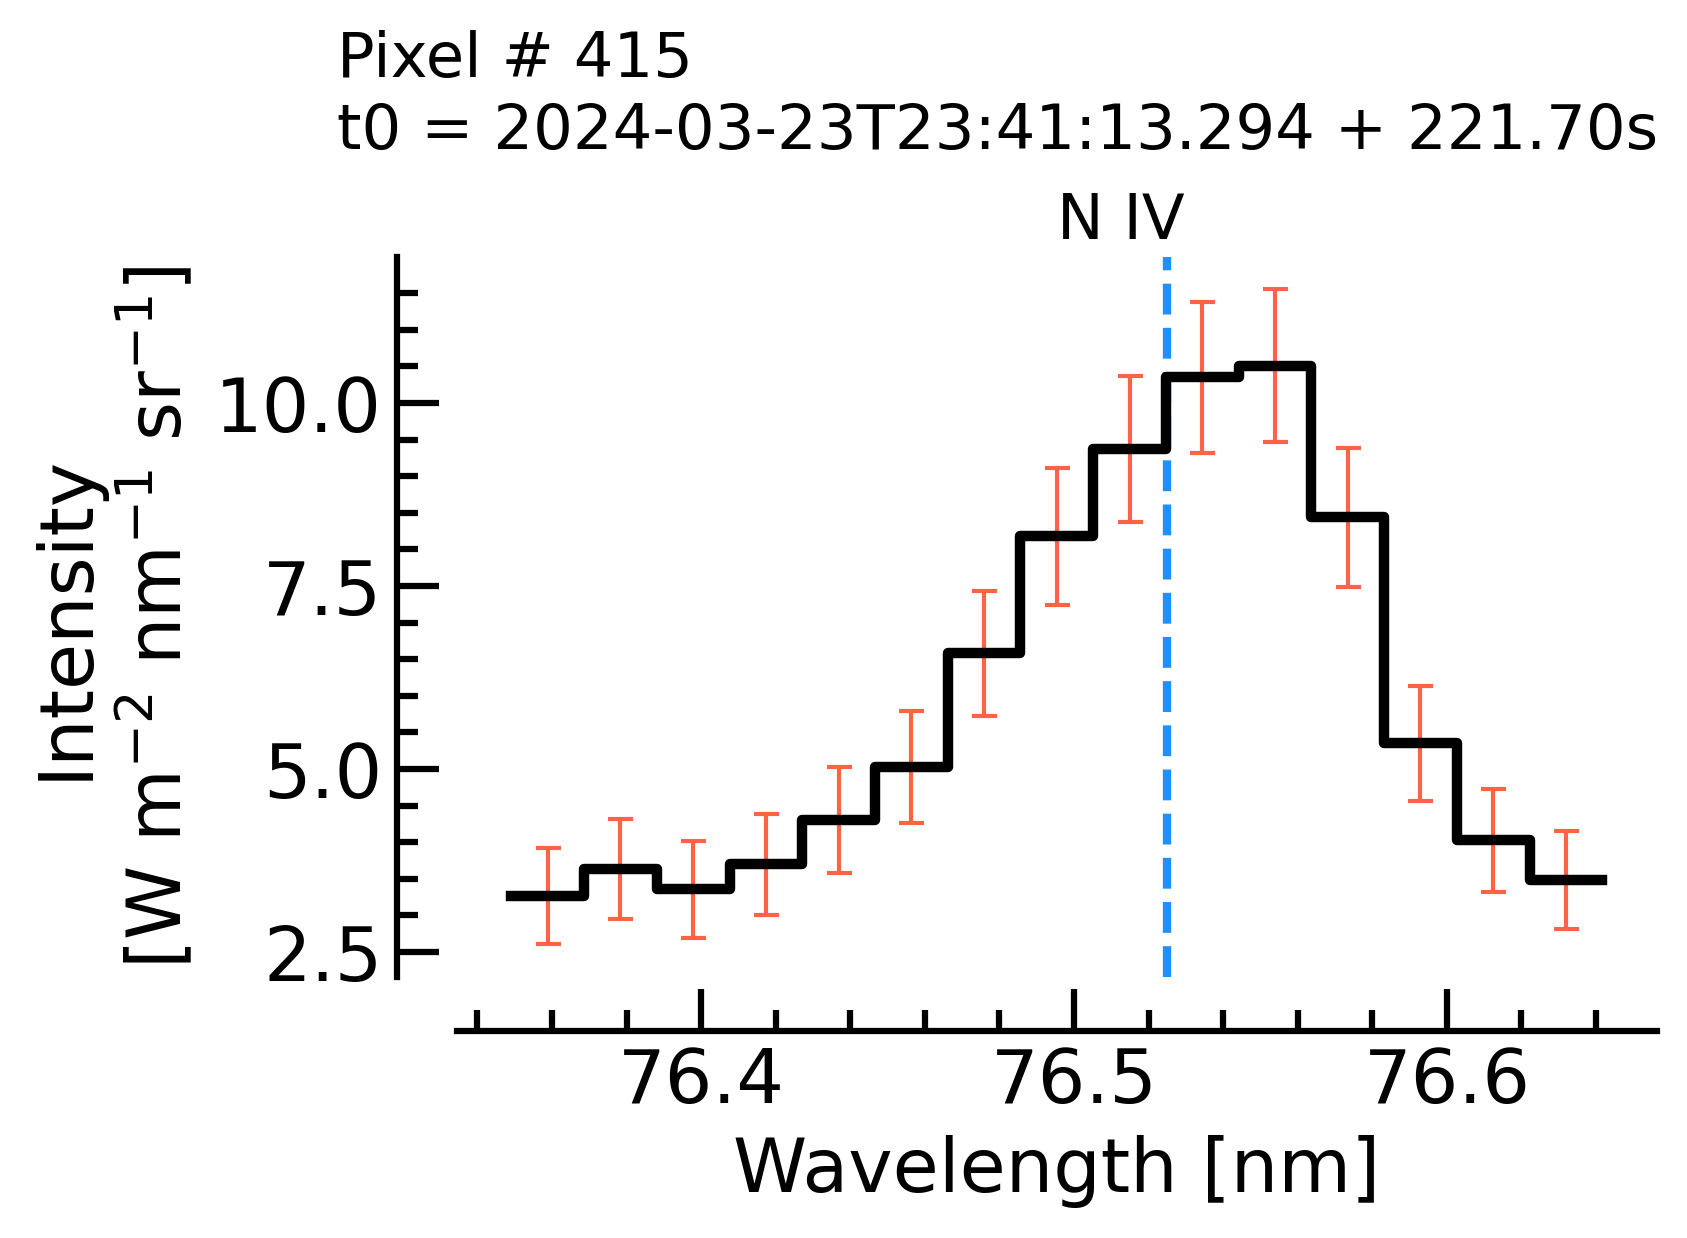 Pixel # 415
t0 = 2024-03-23T23:41:13.294 + 221.70s
N IV
Intensity
[W m⁻² nm⁻¹ sr⁻¹]
10.0
7.5
5.0
2.5
76.4 76.5 76.6
Wavelength [nm]